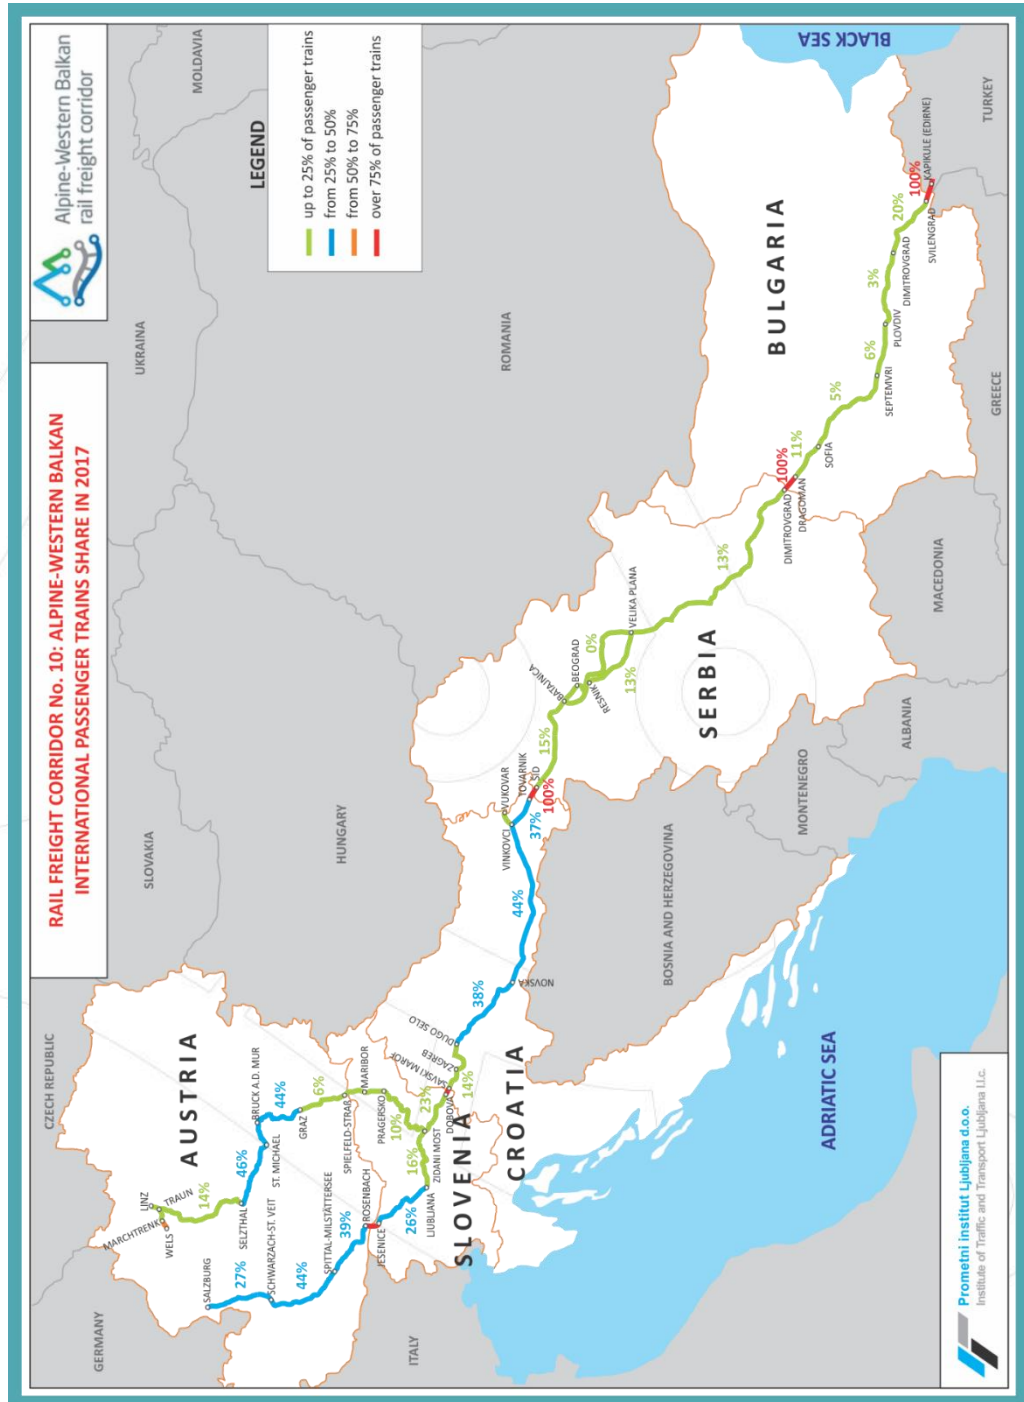 RAIL FREIGHT CORRIDOR No. 10: ALPINE-WESTERN BALKAN
INTERNATIONAL PASSENGER TRAINS SHARE IN 2017
Alpine-Western Balkan
rail freight corridor
LEGEND
up to 25% of passenger trains
from 25% to 50%
from 50% to 75%
over 75% of passenger trains
CZECH REPUBLIC
SLOVAKIA
UKRAINE
MOLDAVIA
GERMANY
AUSTRIA
HUNGARY
ROMANIA
ITALY
SLOVENIA
CROATIA
BOSNIA AND HERZEGOVINA
SERBIA
MONTENEGRO
ALBANIA
MACEDONIA
BULGARIA
GREECE
TURKEY
BLACK SEA
ADRIATIC SEA
LINZ
TRAUN
MARCHTRENK
WELS
14%
SALZBURG
27%
SELZTHAL
46%
SCHWARZACH-ST. VEIT
44%
ST. MICHAEL
BRUCK A.D. MUR
44%
GRAZ
6%
SPITTAL-MILSTÄTTERSEE
39%
SPIELFELD-STRAß
ROSENBACH
JESENICE
26%
MARIBOR
PRAGERSKO
10%
LJUBLJANA
16%
ZIDANI MOST
23%
DOBOVA
SAVSKI MAROF
14%
ZAGREB
DUGO SELO
38%
NOVSKA
44%
VINKOVCI
VUKOVAR
37%
TOVARNIK
100%
ŠID
15%
BATAJNICA
BEOGRAD
RESNIK
0%
13%
VELIKA PLANA
13%
DIMITROVGRAD
100%
DRAGOMAN
11%
SOFIA
5%
SEPTEMVRI
6%
PLOVDIV
3%
DIMITROVGRAD
20%
SVILENGRAD
100%
KAPIKULE (EDIRNE)
Prometni institut Ljubljana d.o.o.
Institute of Traffic and Transport Ljubljana l.l.c.